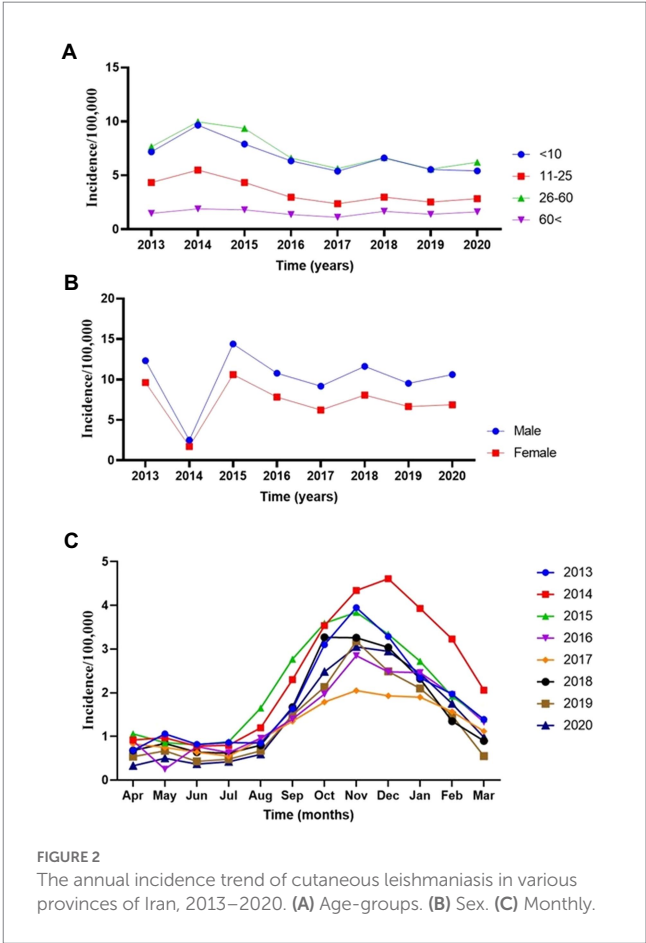 A
Incidence/100,000
15
10
5
0
2013 2014 2015 2016 2017 2018 2019 2020
Time (years)
<10
11-25
26-60
60<
B
Incidence/100,000
20
15
10
5
0
2013 2014 2015 2016 2017 2018 2019 2020
Time (years)
Male
Female
C
Incidence/100,000
5
4
3
2
1
0
Apr May Jun Jul Aug Sep Oct Nov Dec Jan Feb Mar
Time (months)
2013
2014
2015
2016
2017
2018
2019
2020
FIGURE 2
The annual incidence trend of cutaneous leishmaniasis in various
provinces of Iran, 2013–2020. (A) Age-groups. (B) Sex. (C) Monthly.